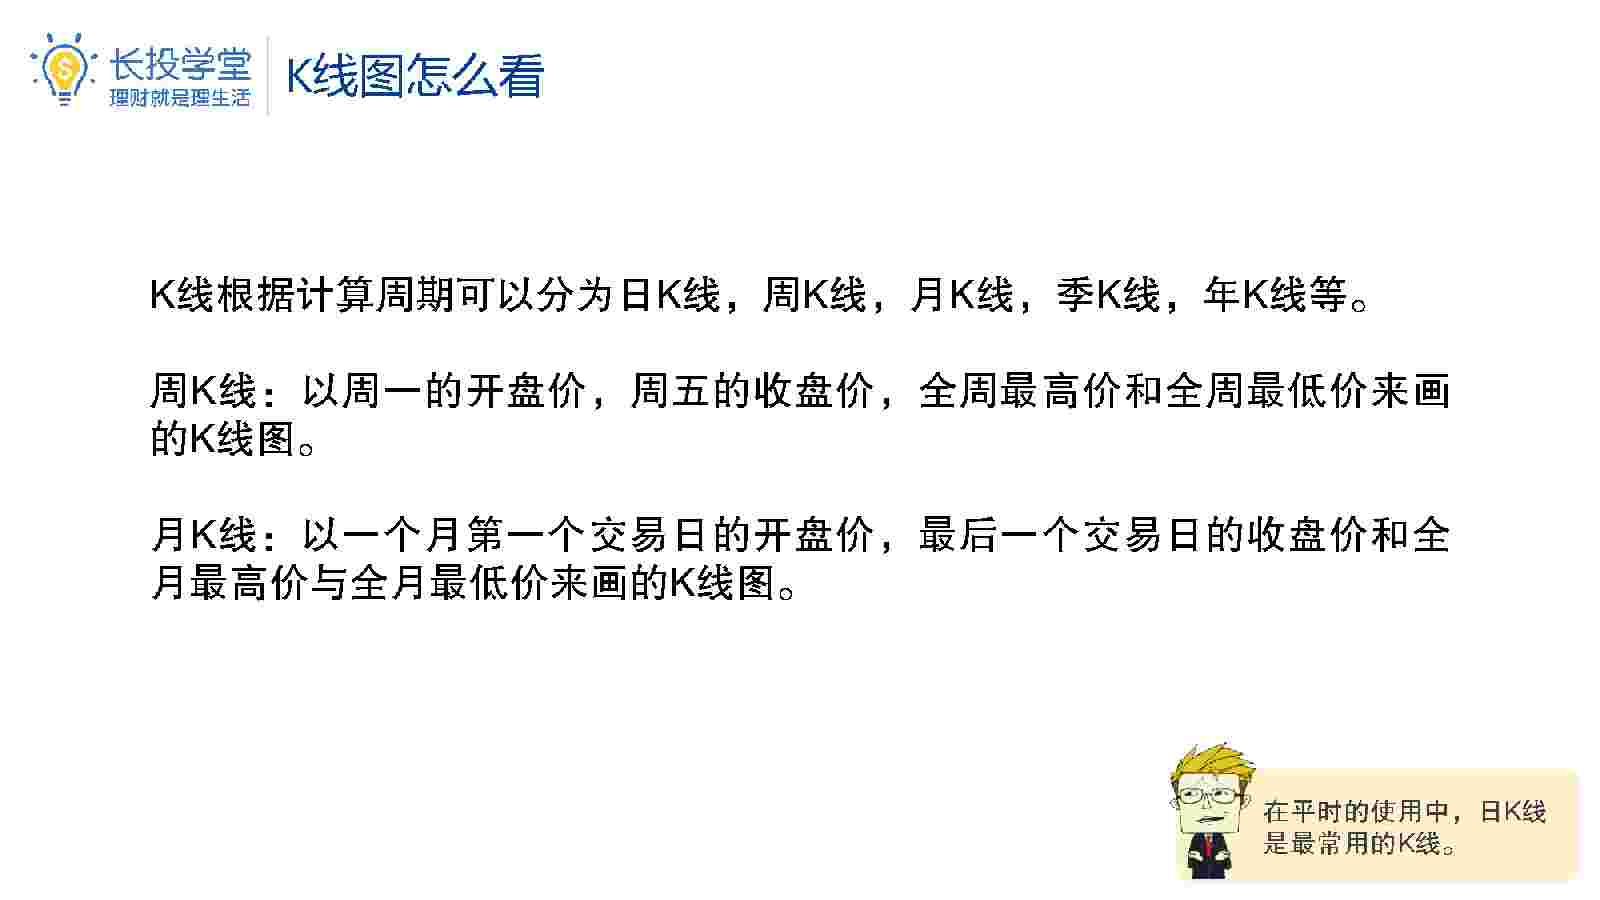 长投学堂
理财就是理生活
K线图怎么看
K线根据计算周期可以分为日K线，周K线，月K线，季K线，年K线等。
周K线：以周一的开盘价，周五的收盘价，全周最高价和全周最低价来画
的K线图。
月K线：以一个月第一个交易日的开盘价，最后一个交易日的收盘价和全
月最高价与全月最低价来画的K线图。
在平时的使用中，日K线
是最常用的K线。